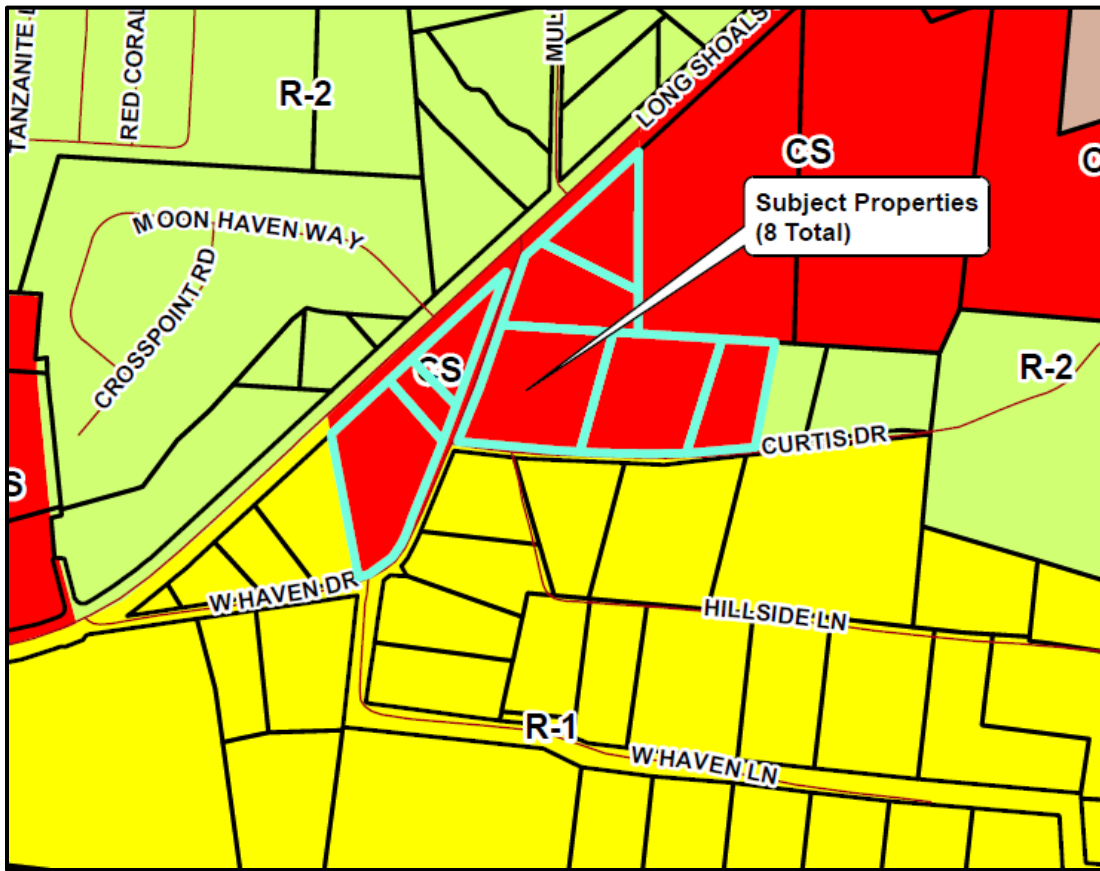 TANZANITE L
RED CORAL
R-2
MUL
LONG SHOALS
CS
C
Subject Properties
(8 Total)
MOON HAVEN WAY
CROSSPOINT RD
CS
R-2
CURTIS DR
S
W HAVEN DR
HILLSIDE LN
R-1
W HAVEN LN